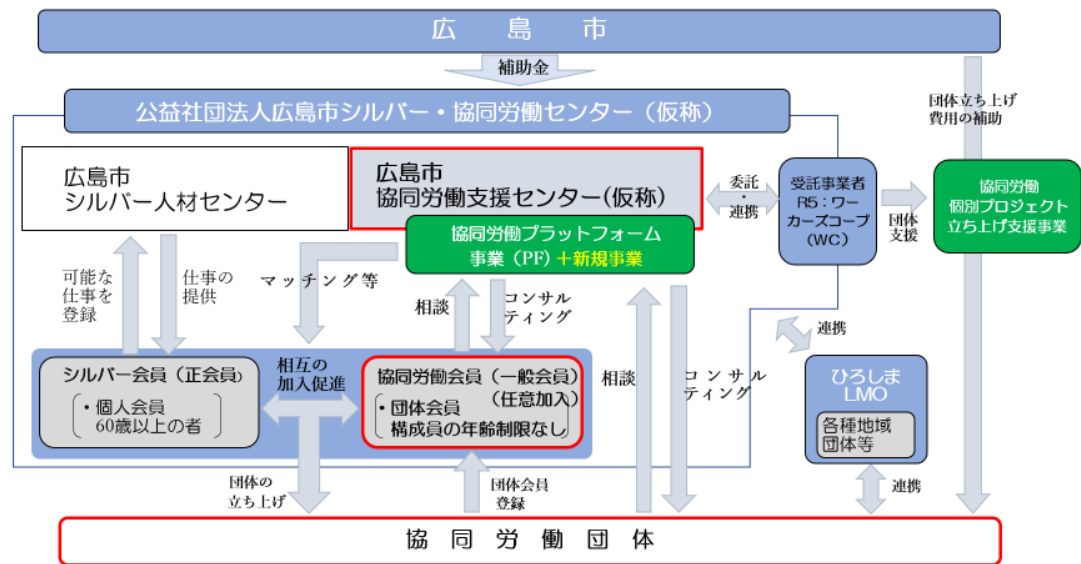 広島市
補助金
公益社団法人広島市シルバー・協同労働センター（仮称）
団体立ち上げ
費用の補助
広島市
シルバー人材センター
広島市
協同労働支援センター(仮称)
委託
・
連携
受託事業者
R5：ワー
カーズコープ
（WC）
団体
支援
協同労働
個別プロジェクト
立ち上げ支援事業
協同労働プラットフォーム
事業（PF）＋新規事業
可能な
仕事を
登録
仕事の
提供
マッチング等
相談
コンサル
ティング
連携
シルバー会員（正会員）
・個人会員
60歳以上の者
相互の
加入促進
協同労働会員（一般会員）
（任意加入）
・団体会員
構成員の年齢制限なし
相談
コンサル
ティング
ひろしま
LMO
各種地域
団体等
団体の
立ち上げ
団体会員
登録
連携
協同労働団体